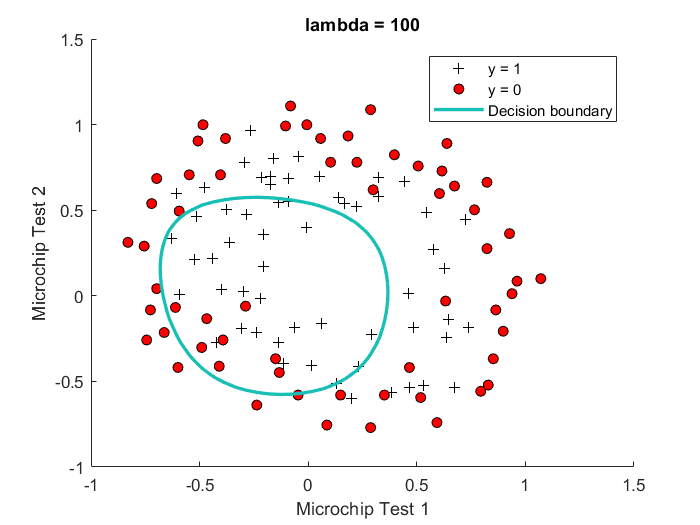 lambda = 100
1.5
1
0.5
0
-0.5
-1
Microchip Test 2
y = 1
y = 0
Decision boundary
-1
-0.5
0
0.5
1
1.5
Microchip Test 1